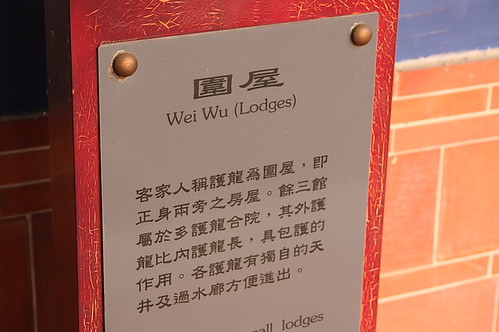 圍屋
Wei Wu (Lodges)
客家人稱護龍為圍屋，即
正身兩旁之房屋。餘三館
屬於多護龍合院，其外護
龍比內護龍長，具包護的
作用。各護龍有獨自的天
井及過水廊方便進出。
small lodges